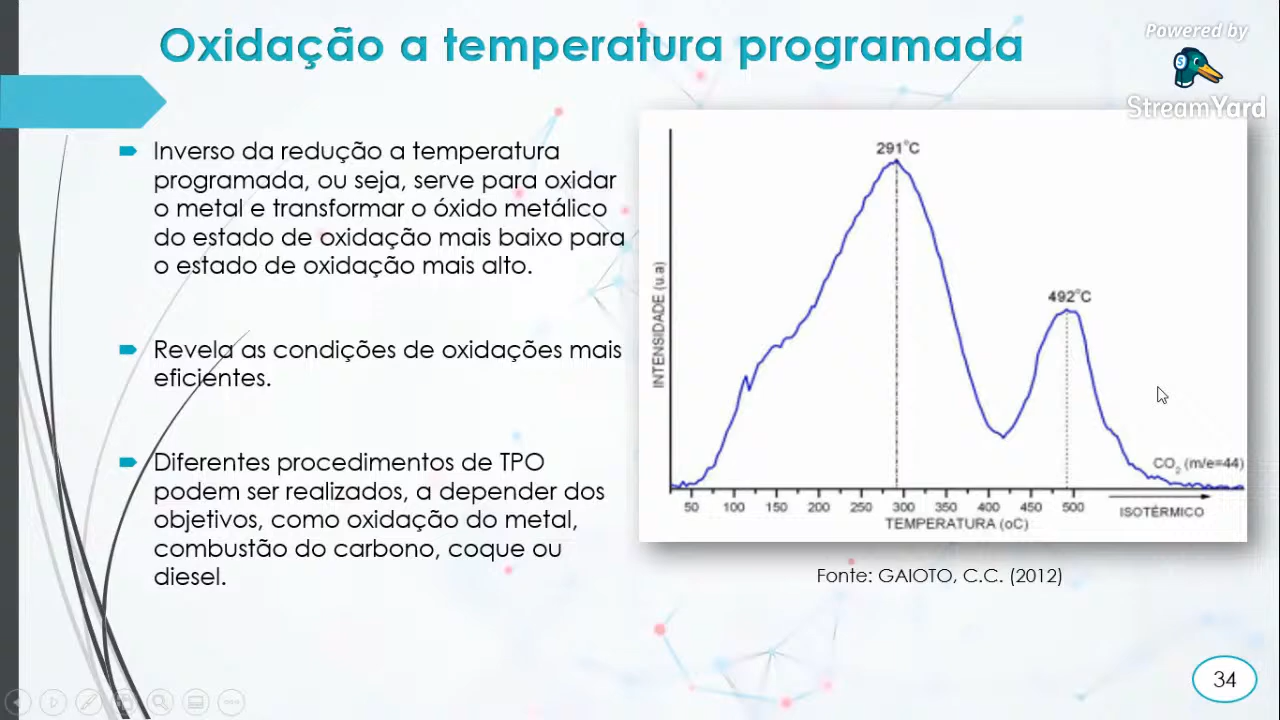 Oxidação a temperatura programada
Powered by
StreamYard
Inverso da redução a temperatura
programada, ou seja, serve para oxidar
o metal e transformar o óxido metálico
do estado de oxidação mais baixo para
o estado de oxidação mais alto.
Revela as condições de oxidações mais
eficientes.
Diferentes procedimentos de TPO
podem ser realizados, a depender dos
objetivos, como oxidação do metal,
combustão do carbono, coque ou
diesel.
291°C
492°C
INTENSIDADE (u.a)
CO2 (m/e=44)
50 100 150 200 250 300 350 400 450 500
ISOTÉRMICO
TEMPERATURA (oC)
Fonte: GAIOTO, C.C. (2012)
34